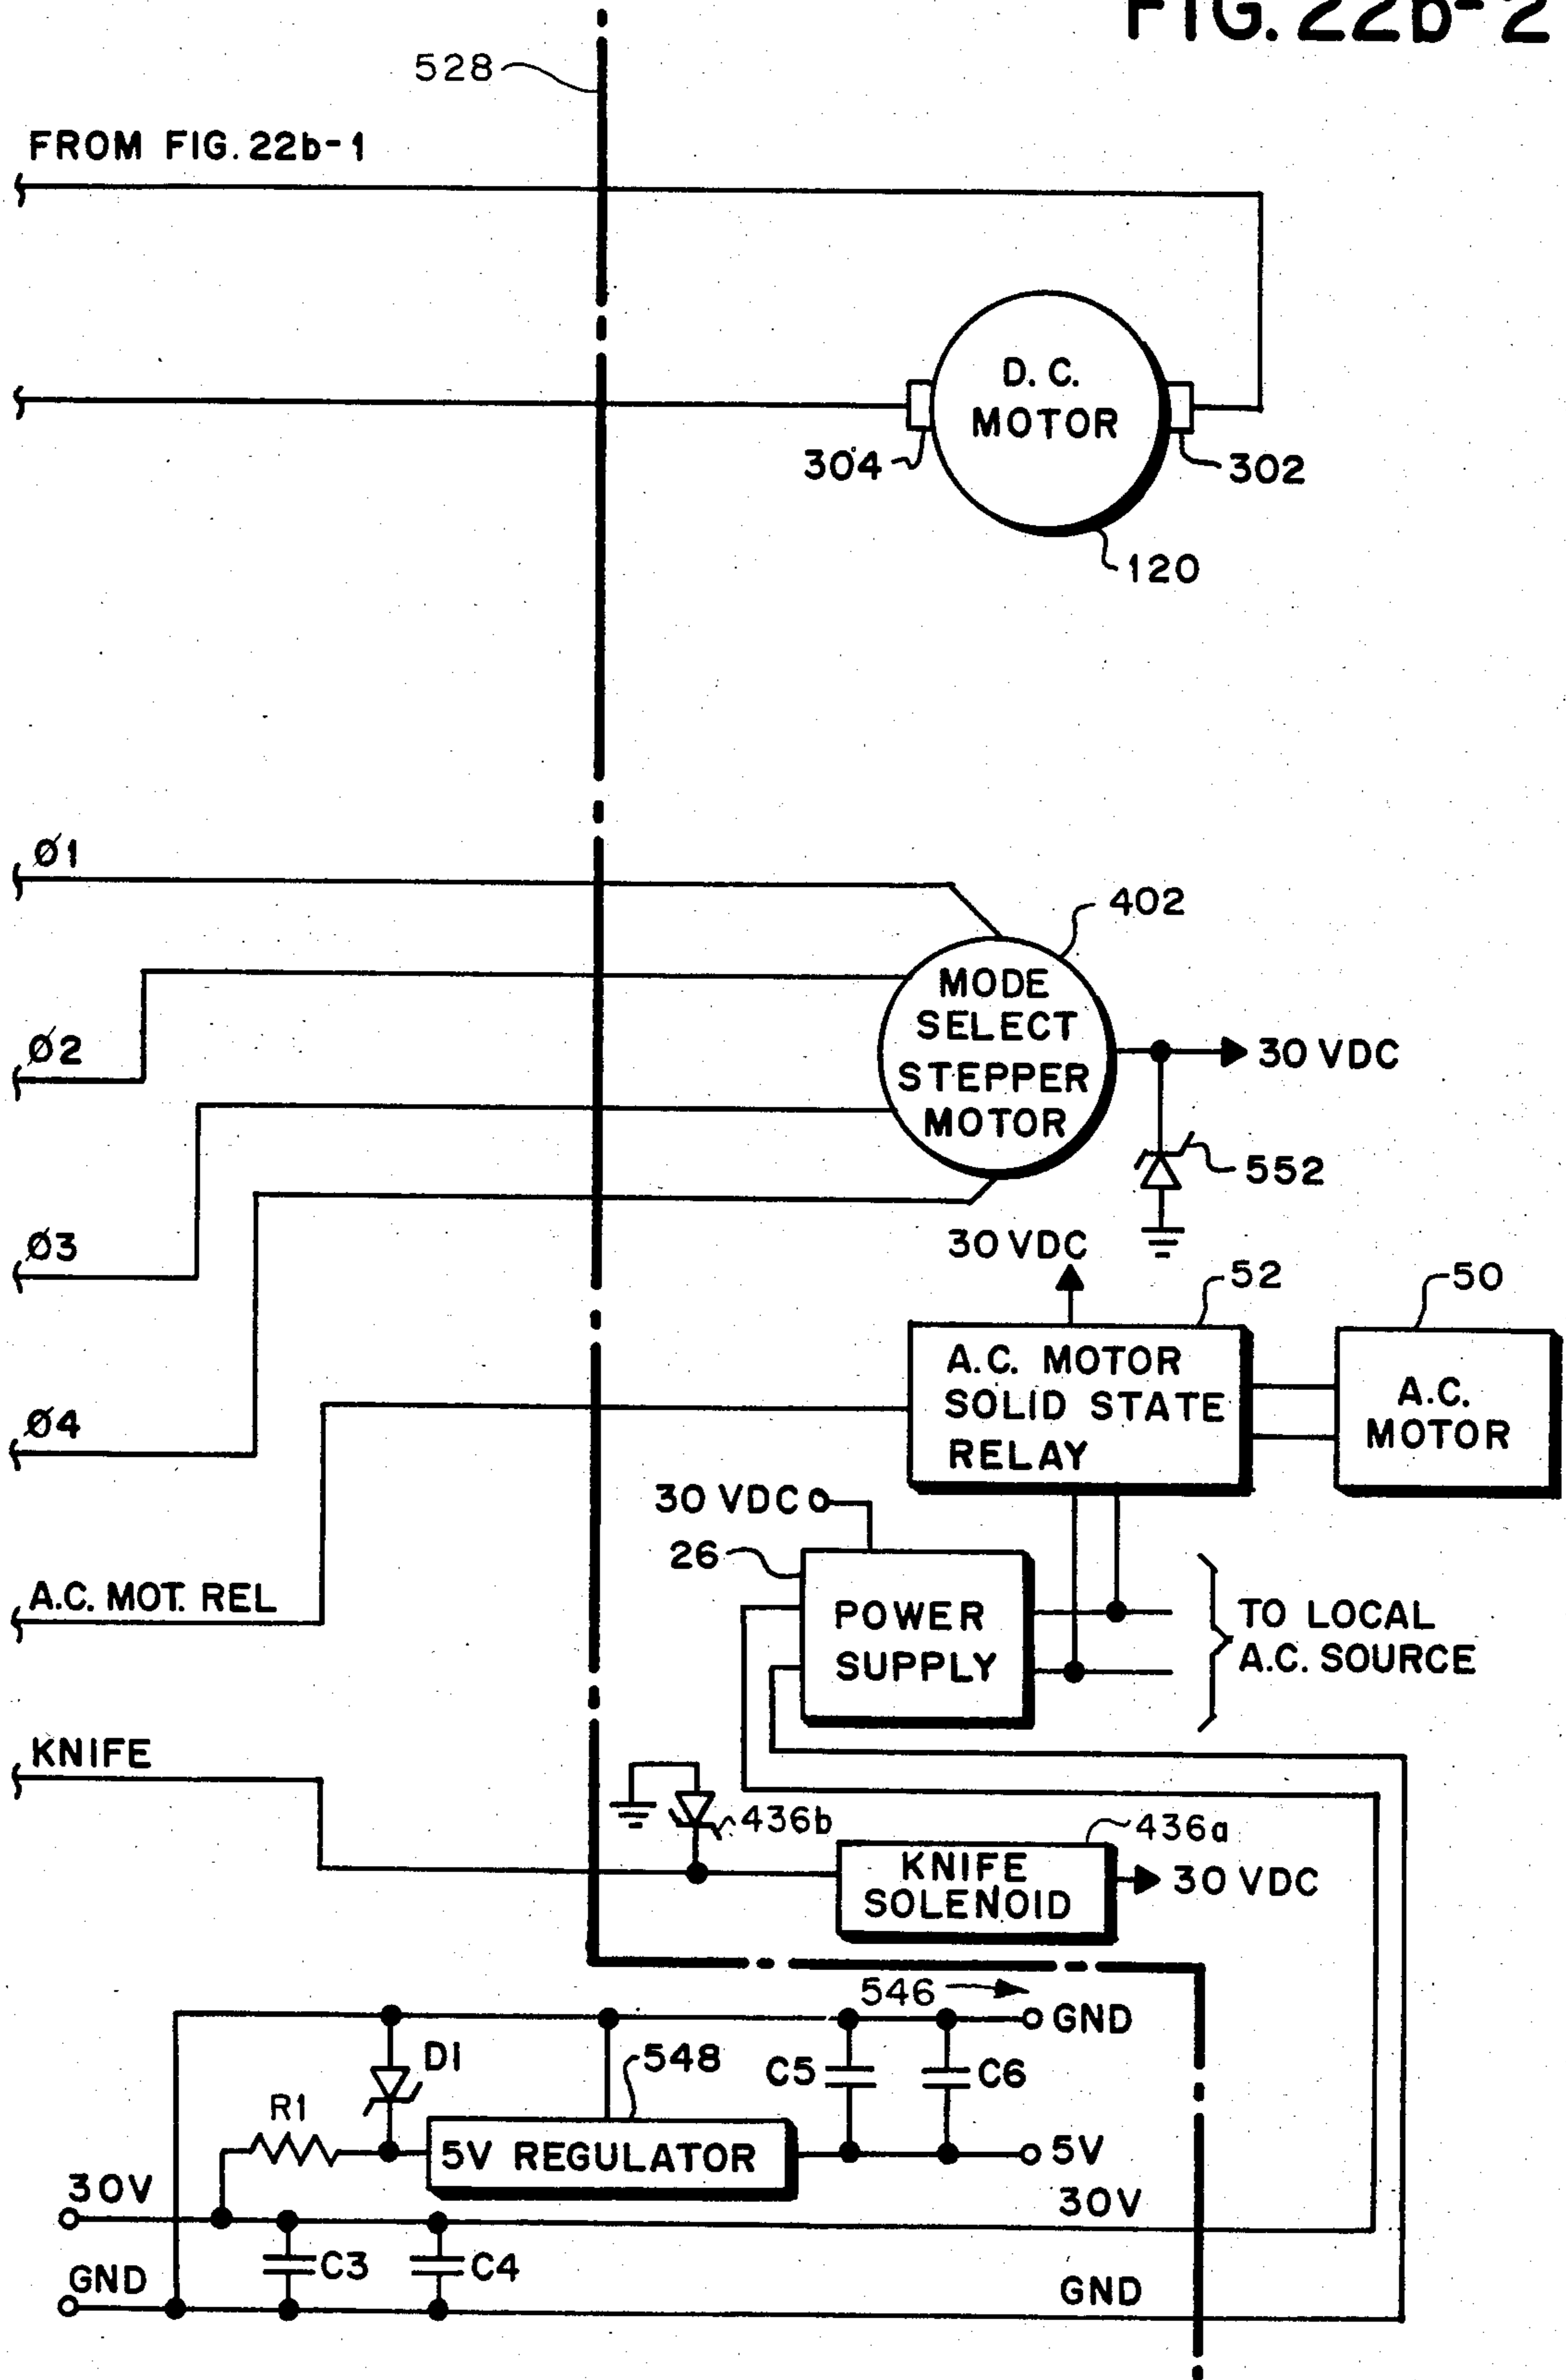 FIG. 22b-2
528
FROM FIG. 22b-1
D. C.
MOTOR
304
302
120
Ø1
402
MODE
SELECT
STEPPER
MOTOR
Ø2
30 VDC
552
Ø3
30 VDC
52
50
A.C. MOTOR
SOLID STATE
RELAY
A.C.
MOTOR
Ø4
30 VDC
26
A.C. MOT. REL
POWER
SUPPLY
TO LOCAL
A.C. SOURCE
KNIFE
436b
436a
KNIFE
SOLENOID
30 VDC
546
GND
D1
548
C5
C6
R1
5V REGULATOR
5V
30V
30V
C3
C4
GND
GND